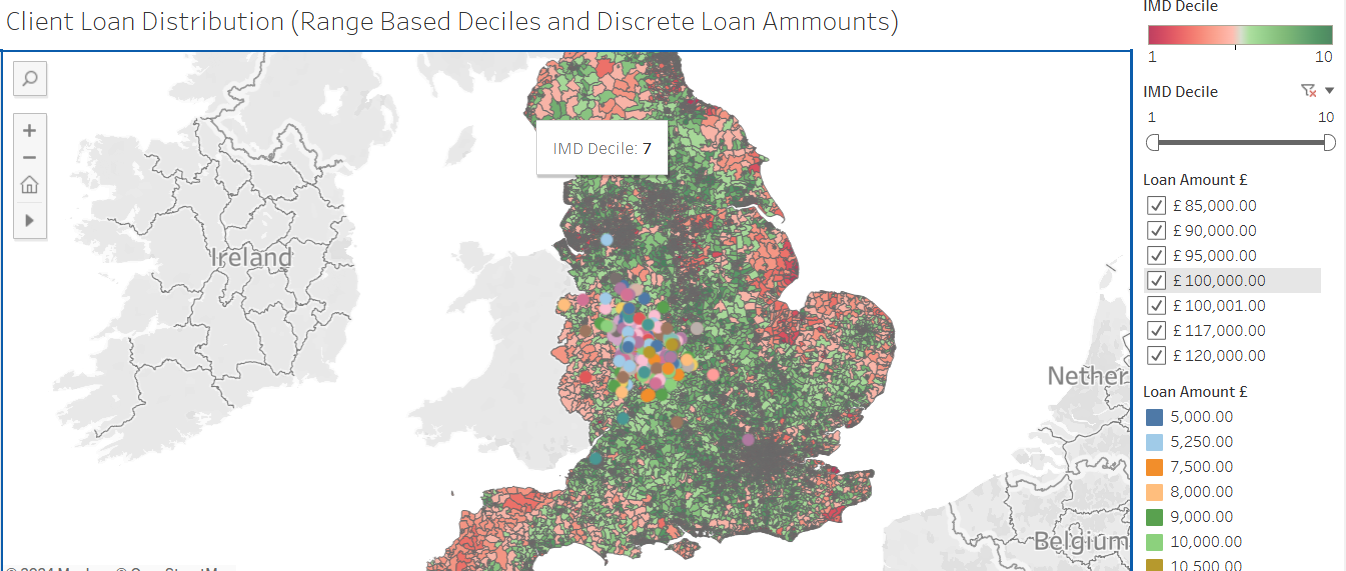 Client Loan Distribution (Range Based Deciles and Discrete Loan Ammounts)
IMD Decile
1 10
IMD Decile
1 10
IMD Decile: 7
Ireland
Nether
Belgium
Loan Amount £
£ 85,000.00
£ 90,000.00
£ 95,000.00
£ 100,000.00
£ 100,001.00
£ 117,000.00
£ 120,000.00
Loan Amount £
5,000.00
5,250.00
7,500.00
8,000.00
9,000.00
10,000.00
10,500.00